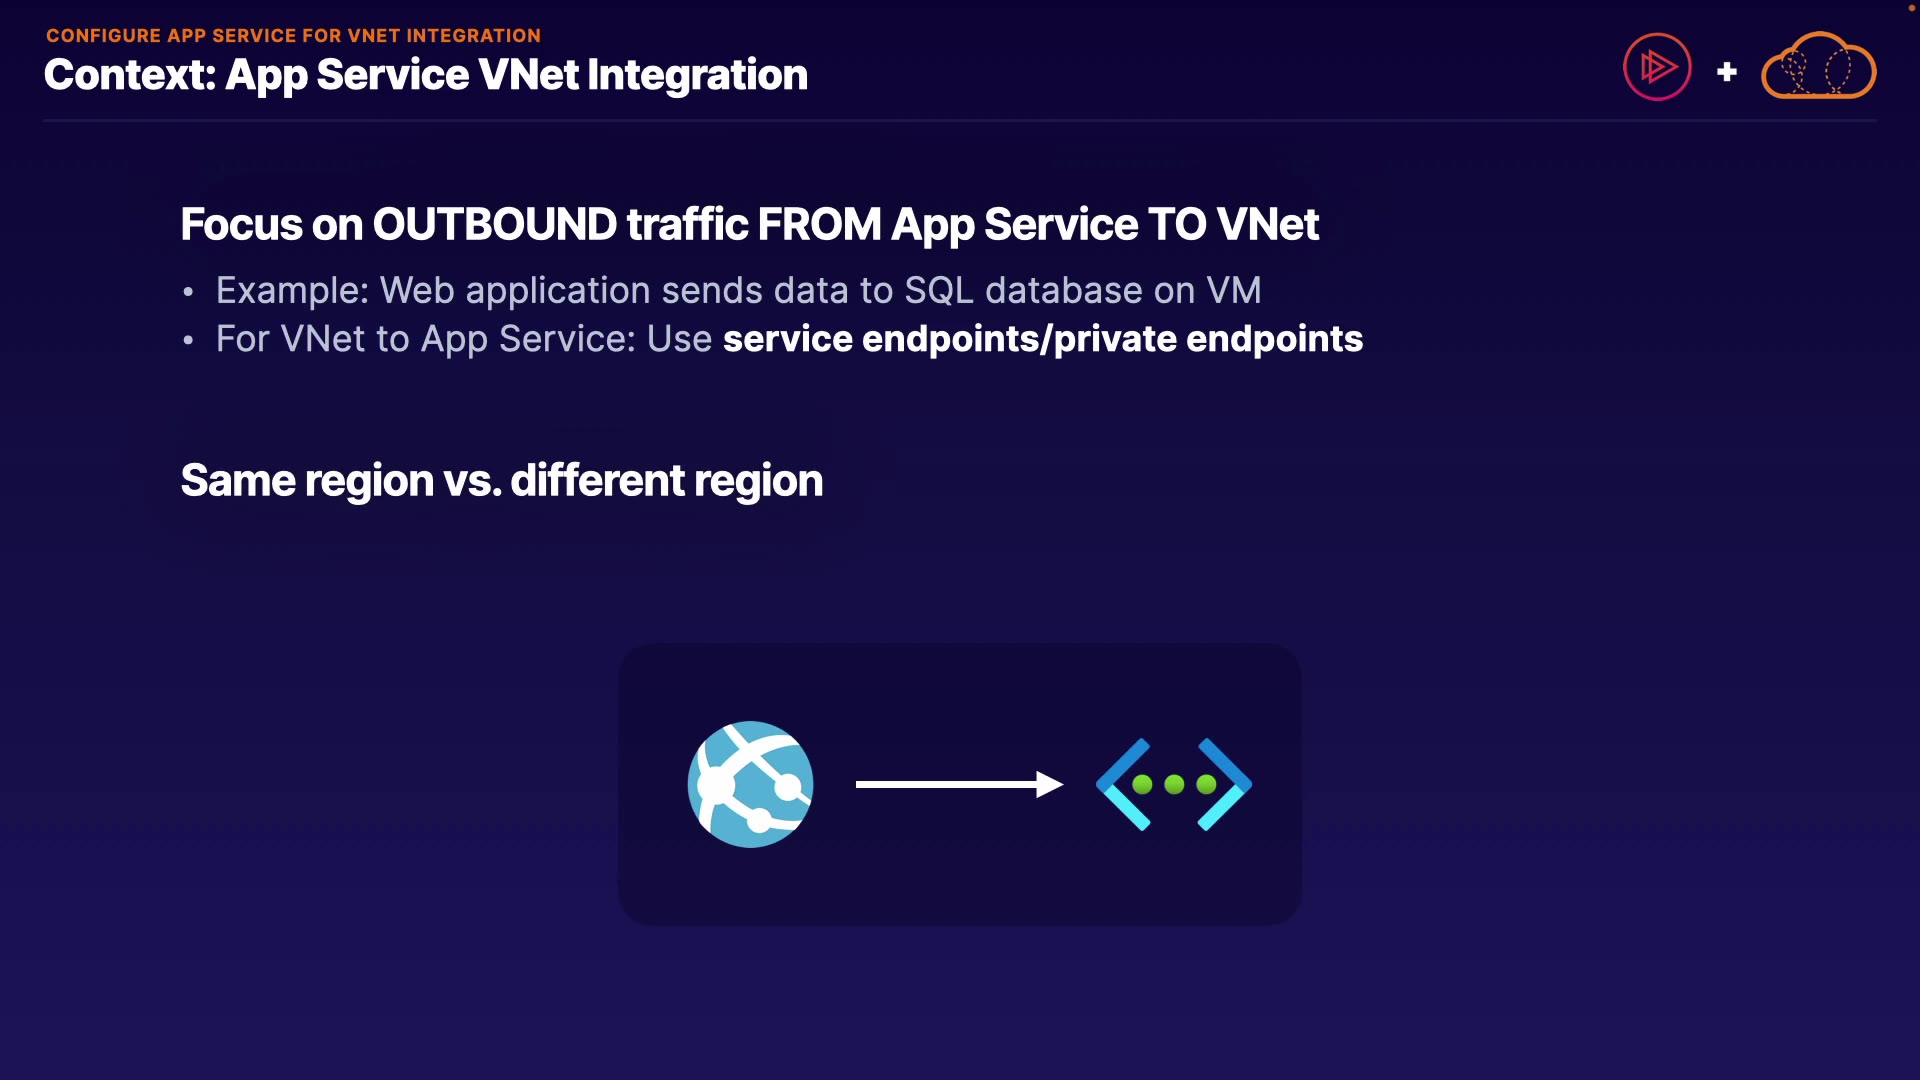 CONFIGURE APP SERVICE FOR VNET INTEGRATION
Context: App Service VNet Integration
+
Focus on OUTBOUND traffic FROM App Service TO VNet
• Example: Web application sends data to SQL database on VM
• For VNet to App Service: Use service endpoints/private endpoints
Same region vs. different region